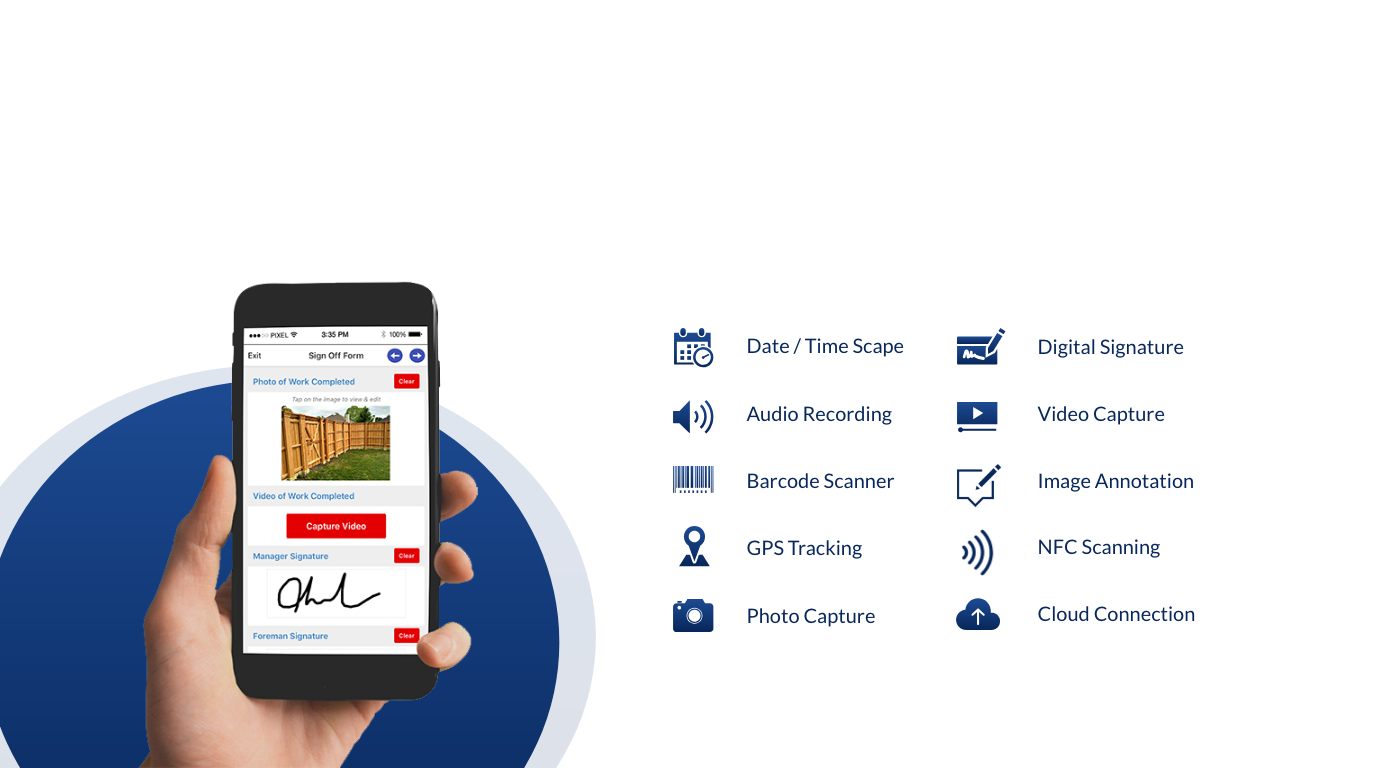 PIXEL 3:35 PM 100%
Exit Sign Off Form
Photo of Work Completed Clear
Tap on the image to view & edit
Video of Work Completed
Capture Video
Manager Signature Clear
Foreman Signature Clear
Date / Time Scape
Digital Signature
Audio Recording
Video Capture
Barcode Scanner
Image Annotation
GPS Tracking
NFC Scanning
Photo Capture
Cloud Connection